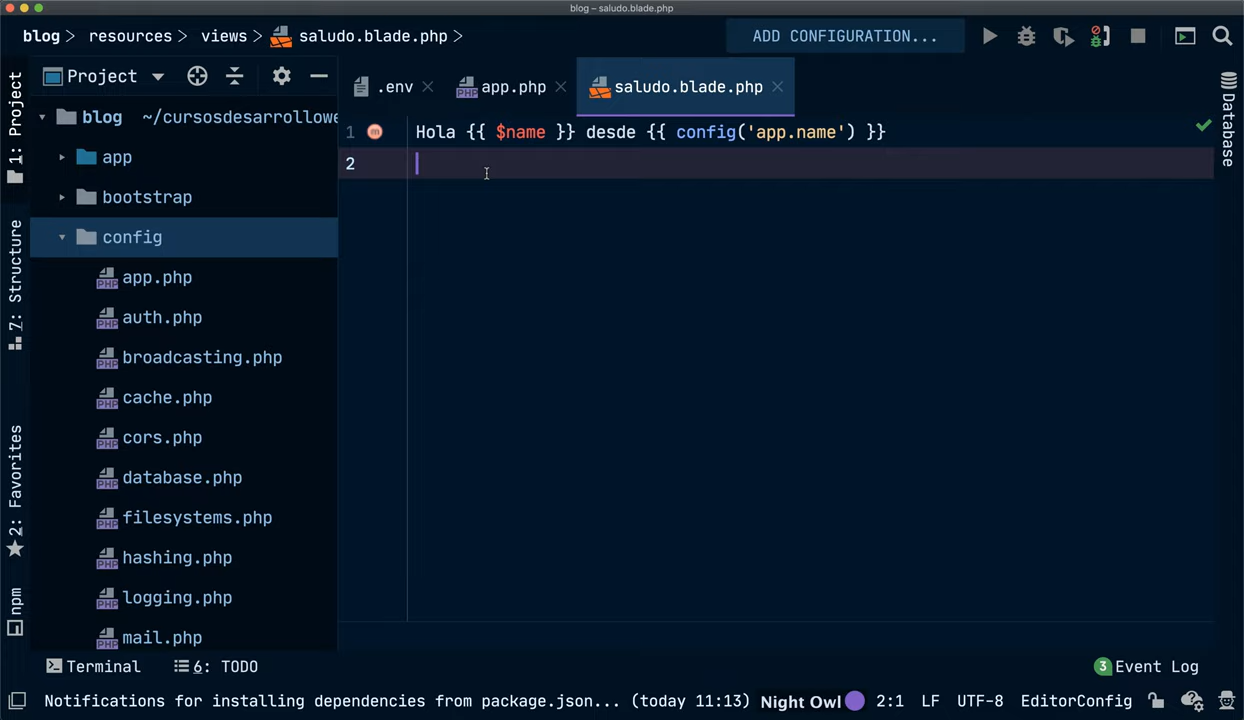 blog – saludo.blade.php
blog > resources > views > saludo.blade.php >
ADD CONFIGURATION...
1: Project
7: Structure
2: Favorites
npm
Project
blog ~/cursosdesarrollowe
app
bootstrap
config
app.php
auth.php
broadcasting.php
cache.php
cors.php
database.php
filesystems.php
hashing.php
logging.php
mail.php
.env
app.php
saludo.blade.php
1 Hola {{ $name }} desde {{ config('app.name') }}
2
Database
Terminal
6: TODO
3 Event Log
Notifications for installing dependencies from package.json... (today 11:13)
Night Owl
2:1
LF
UTF-8
EditorConfig